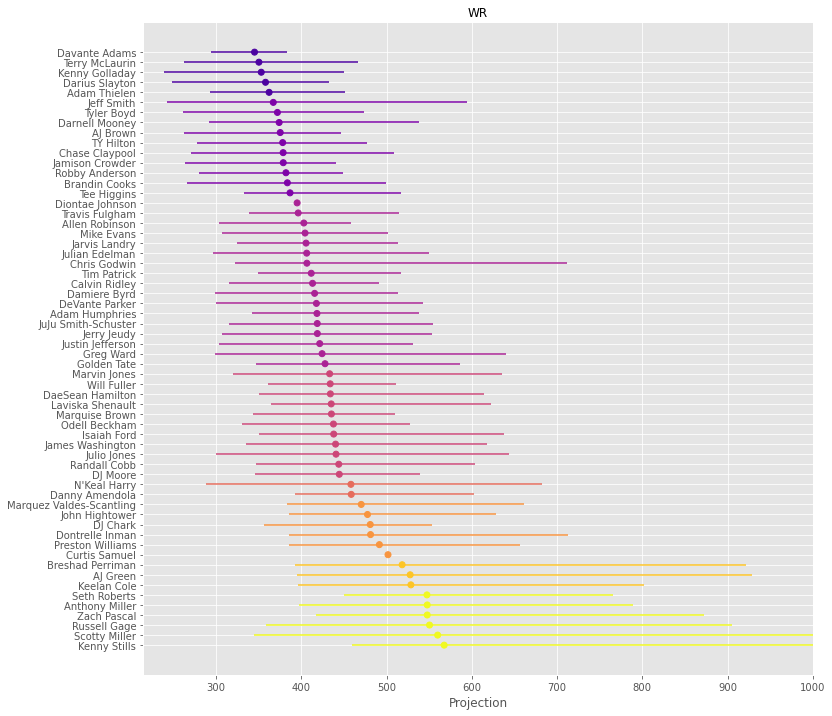 WR
Davante Adams
Terry McLaurin
Kenny Golladay
Darius Slayton
Adam Thielen
Jeff Smith
Tyler Boyd
Darnell Mooney
AJ Brown
TY Hilton
Chase Claypool
Jamison Crowder
Robby Anderson
Brandin Cooks
Tee Higgins
Diontae Johnson
Travis Fulgham
Allen Robinson
Mike Evans
Jarvis Landry
Julian Edelman
Chris Godwin
Tim Patrick
Calvin Ridley
Damiere Byrd
DeVante Parker
Adam Humphries
JuJu Smith-Schuster
Jerry Jeudy
Justin Jefferson
Greg Ward
Golden Tate
Marvin Jones
Will Fuller
DaeSean Hamilton
Laviska Shenault
Marquise Brown
Odell Beckham
Isaiah Ford
James Washington
Julio Jones
Randall Cobb
DJ Moore
N'Keal Harry
Danny Amendola
Marquez Valdes-Scantling
John Hightower
DJ Chark
Dontrelle Inman
Preston Williams
Curtis Samuel
Breshad Perriman
AJ Green
Keelan Cole
Seth Roberts
Anthony Miller
Zach Pascal
Russell Gage
Scotty Miller
Kenny Stills
300 400 500 600 700 800 900 1000
Projection